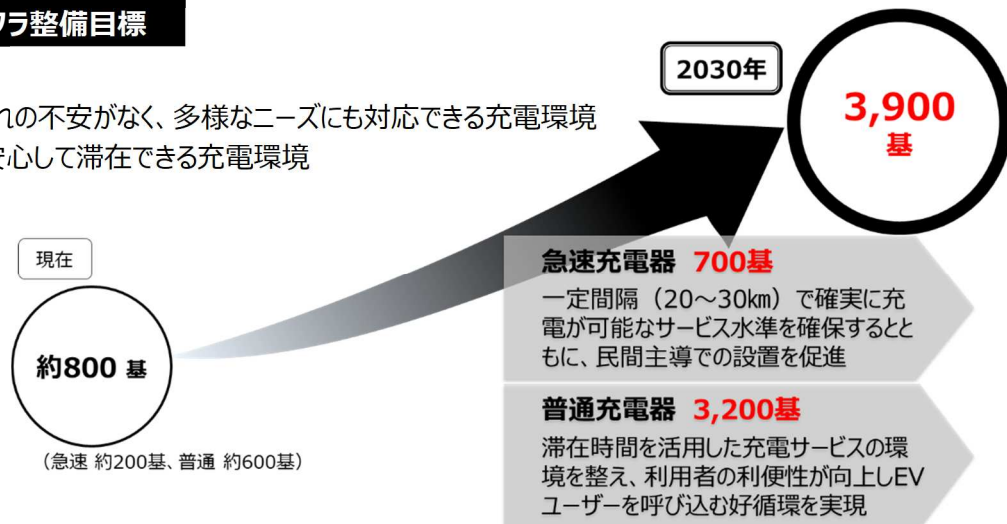 フラ整備目標
れの不安がなく、多様なニーズにも対応できる充電環境
安心して滞在できる充電環境
2030年
3,900
基
現在
約800 基
(急速 約200基、普通 約600基)
急速充電器 700基
一定間隔(20~30km)で確実に充
電が可能なサービス水準を確保するとと
もに、民間主導での設置を促進
普通充電器 3,200基
滞在時間を活用した充電サービスの環
境を整え、利用者の利便性が向上しEV
ユーザーを呼び込む好循環を実現